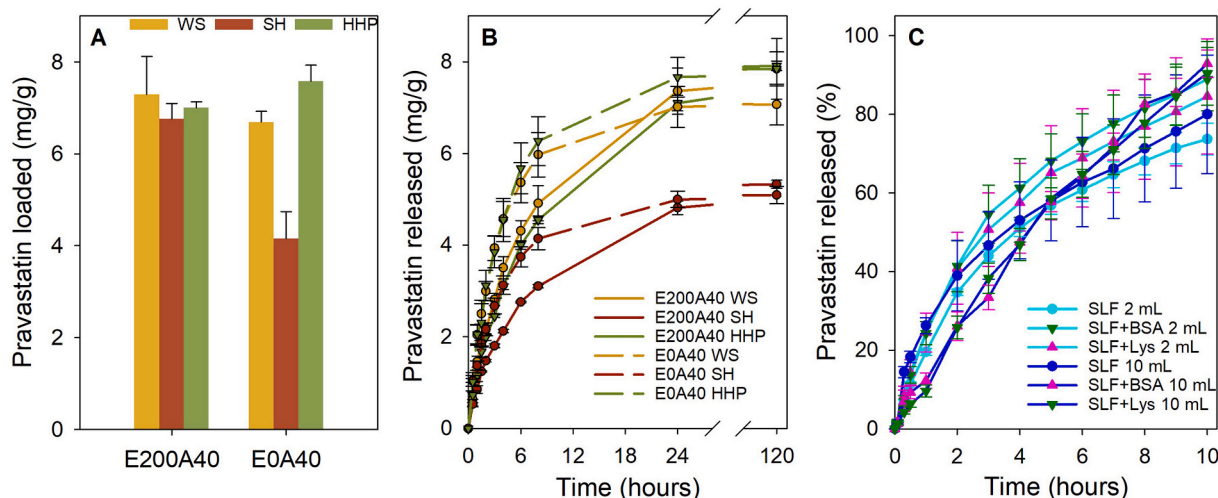 A
WS
SH
HHP
Pravastatin loaded (mg/g)
8
6
4
2
0
E200A40
E0A40
B
Pravastatin released (mg/g)
8
6
4
2
0
E200A40 WS
E200A40 SH
E200A40 HHP
E0A40 WS
E0A40 SH
E0A40 HHP
0 6 12 18 24 120
Time (hours)
C
Pravastatin released (%)
100
80
60
40
20
0
SLF 2 mL
SLF+BSA 2 mL
SLF+Lys 2 mL
SLF 10 mL
SLF+BSA 10 mL
SLF+Lys 10 mL
0 2 4 6 8 10
Time (hours)